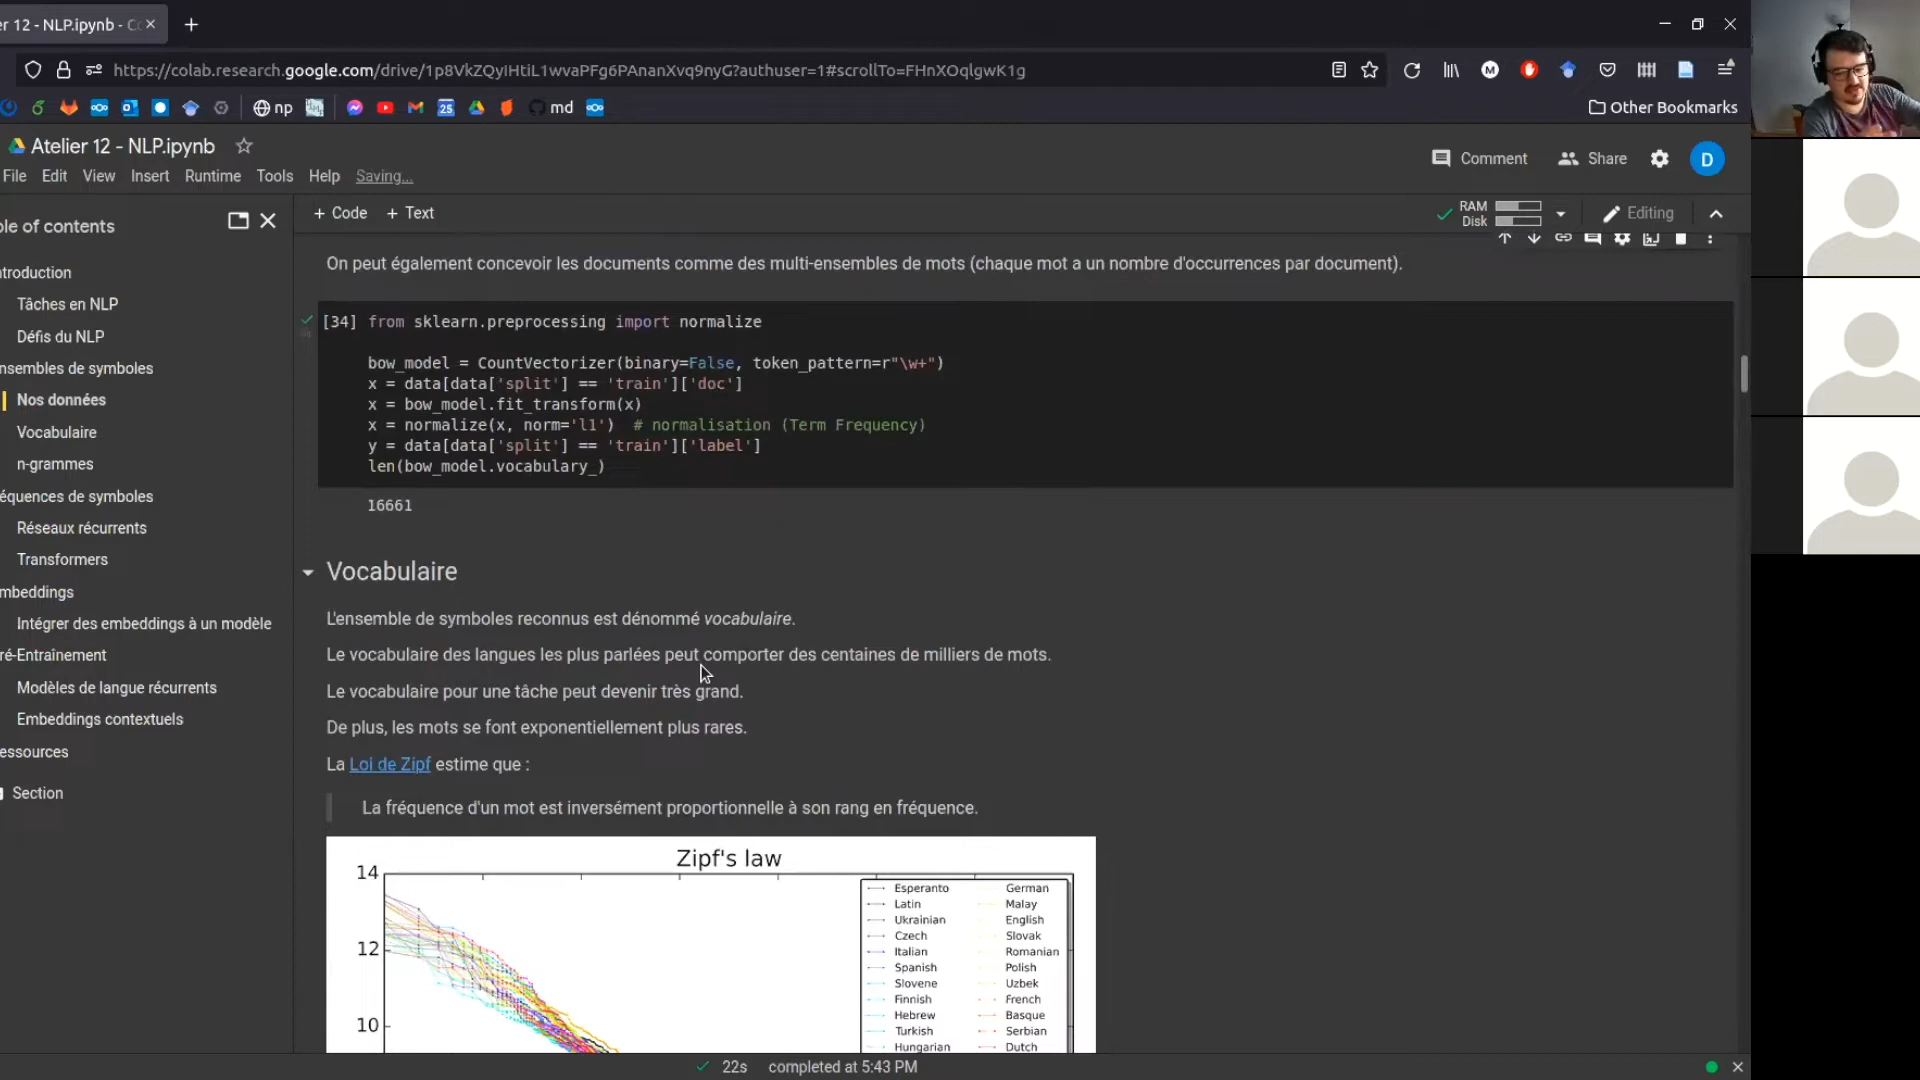 er 12 - NLP.ipynb - Co
https://colab.research.google.com/drive/1p8VkZQyIHtiL1wvaPFg6PAnanXvq9nyG?authuser=1#scrollTo=FHnXOqlgwK1g
M
np
25
md
Other Bookmarks
Atelier 12 - NLP.ipynb
Comment
Share
D
File Edit View Insert Runtime Tools Help Saving...
+ Code + Text
RAM
Disk
Editing
ble of contents
ntroduction
Tâches en NLP
Défis du NLP
nsembles de symboles
Nos données
Vocabulaire
n-grammes
équences de symboles
Réseaux récurrents
Transformers
mbeddings
Intégrer des embeddings à un modèle
ré-Entraînement
Modèles de langue récurrents
Embeddings contextuels
essources
Section
On peut également concevoir les documents comme des multi-ensembles de mots (chaque mot a un nombre d'occurrences par document).
[34] from sklearn.preprocessing import normalize
bow_model = CountVectorizer(binary=False, token_pattern=r"\w+")
x = data[data['split'] == 'train']['doc']
x = bow_model.fit_transform(x)
x = normalize(x, norm='l1') # normalisation (Term Frequency)
y = data[data['split'] == 'train']['label']
len(bow_model.vocabulary_)
16661
Vocabulaire
L'ensemble de symboles reconnus est dénommé vocabulaire.
Le vocabulaire des langues les plus parlées peut comporter des centaines de milliers de mots.
Le vocabulaire pour une tâche peut devenir très grand.
De plus, les mots se font exponentiellement plus rares.
La Loi de Zipf estime que :
La fréquence d'un mot est inversément proportionnelle à son rang en fréquence.
Zipf's law
14
12
10
Esperanto German
Latin Malay
Ukrainian English
Czech Slovak
Italian Romanian
Spanish Polish
Slovene Uzbek
Finnish French
Hebrew Basque
Turkish Serbian
Hungarian Dutch
22s completed at 5:43 PM